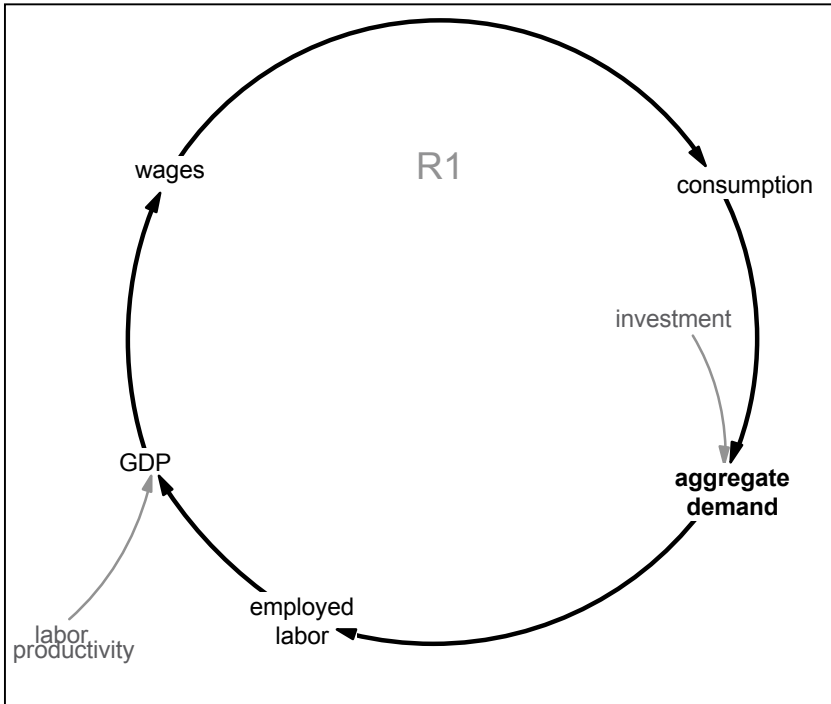 R1
wages
consumption
investment
GDP
aggregate
demand
employed
labor
labor
productivity